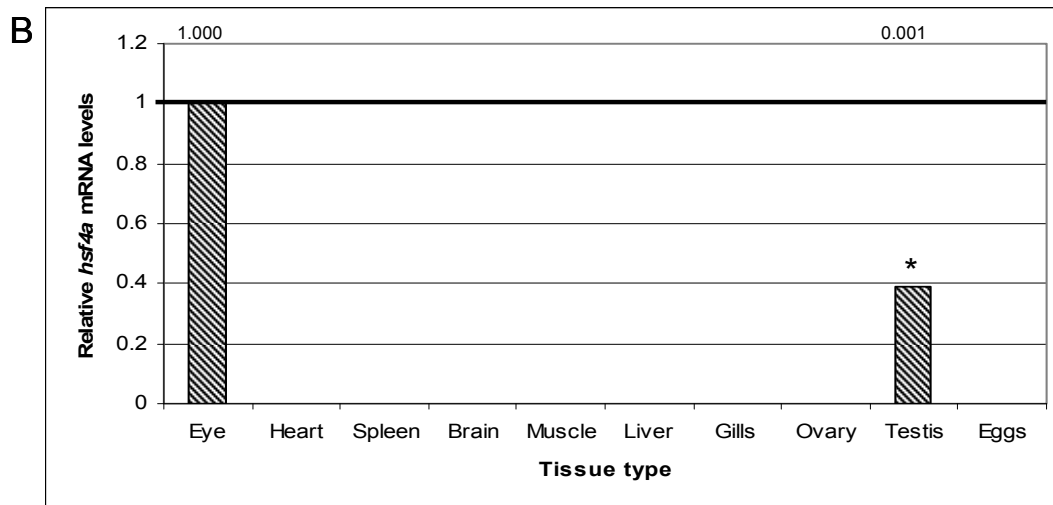 B
1.000 0.001
1.2
1
0.8
0.6
0.4
0.2
0
Relative hsf4a mRNA levels
*
Eye Heart Spleen Brain Muscle Liver Gills Ovary Testis Eggs
Tissue type